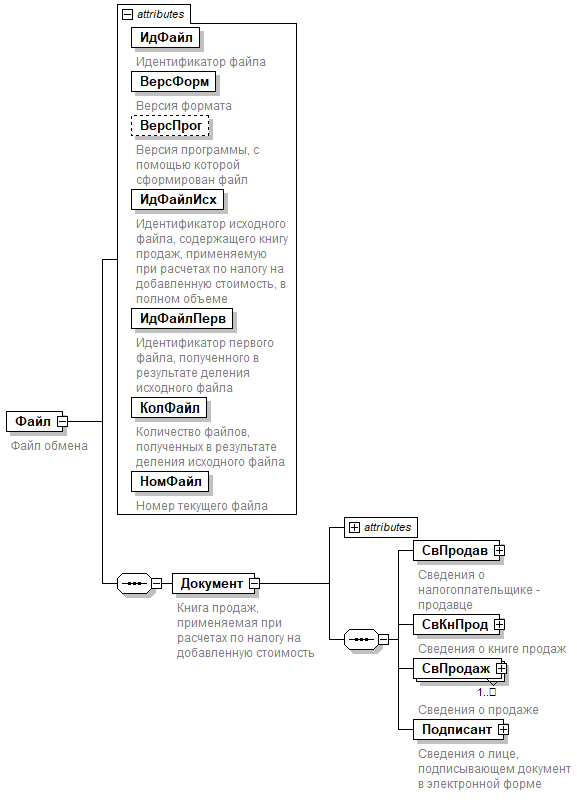 attributes
ИдФайл
Идентификатор файла
ВерсФорм
Версия формата
ВерсПрог
Версия программы, с
помощью которой
сформирован файл
ИдФайлИсх
Идентификатор исходного
файла, содержащего книгу
продаж, применяемую
при расчетах по налогу на
добавленную стоимость, в
полном объеме
ИдФайлПерв
Идентификатор первого
файла, полученного в
результате деления
исходного файла
КолФайл
Количество файлов,
полученных в результате
деления исходного файла
НомФайл
Номер текущего файла
Файл
Файл обмена
Документ
Книга продаж,
применяемая при
расчетах по налогу на
добавленную стоимость
attributes
СвПродав
Сведения о
налогоплательщике -
продавце
СвКнПрод
Сведения о книге продаж
СвПродаж
1..
Сведения о продаже
Подписант
Сведения о лице,
подписывающем документ
в электронной форме